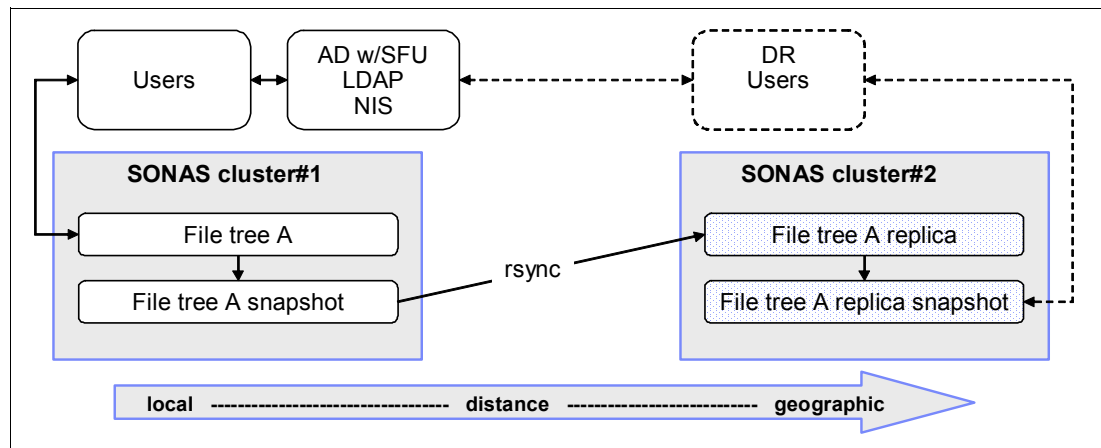 Users
AD w/SFU
LDAP
NIS
DR
Users
SONAS cluster#1
File tree A
File tree A snapshot
rsync
SONAS cluster#2
File tree A replica
File tree A replica snapshot
local ---------------------------------- distance --------------------------- geographic